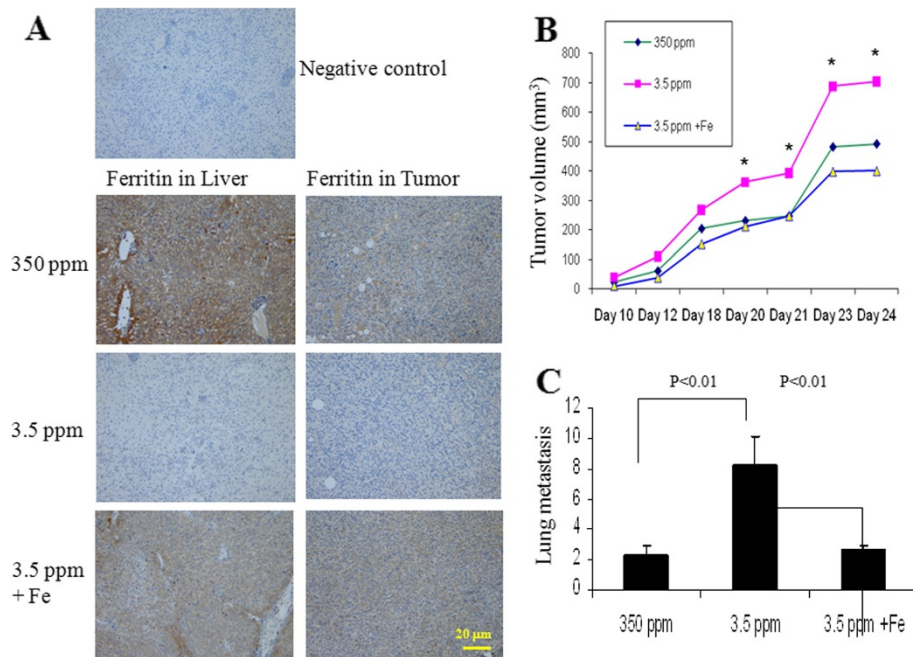 A
Negative control
Ferritin in Liver
Ferritin in Tumor
350 ppm
3.5 ppm
3.5 ppm
+ Fe
20 µm
B
Tumor volume (mm³)
800
700
600
500
400
300
200
100
0
350 ppm
3.5 ppm
3.5 ppm +Fe
*
*
*
*
Day 10
Day 12
Day 18
Day 20
Day 21
Day 23
Day 24
C
P<0.01
P<0.01
Lung metastasis
12
10
8
6
4
2
0
350 ppm
3.5 ppm
3.5 ppm +Fe